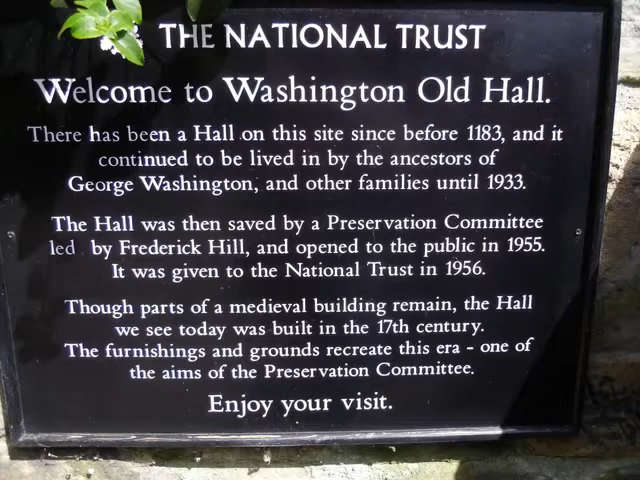 THE NATIONAL TRUST
Welcome to Washington Old Hall.
There has been a Hall on this site since before 1183, and it
continued to be lived in by the ancestors of
George Washington, and other families until 1933.
The Hall was then saved by a Preservation Committee
led by Frederick Hill, and opened to the public in 1955.
It was given to the National Trust in 1956.
Though parts of a medieval building remain, the Hall
we see today was built in the 17th century.
The furnishings and grounds recreate this era - one of
the aims of the Preservation Committee.
Enjoy your visit.